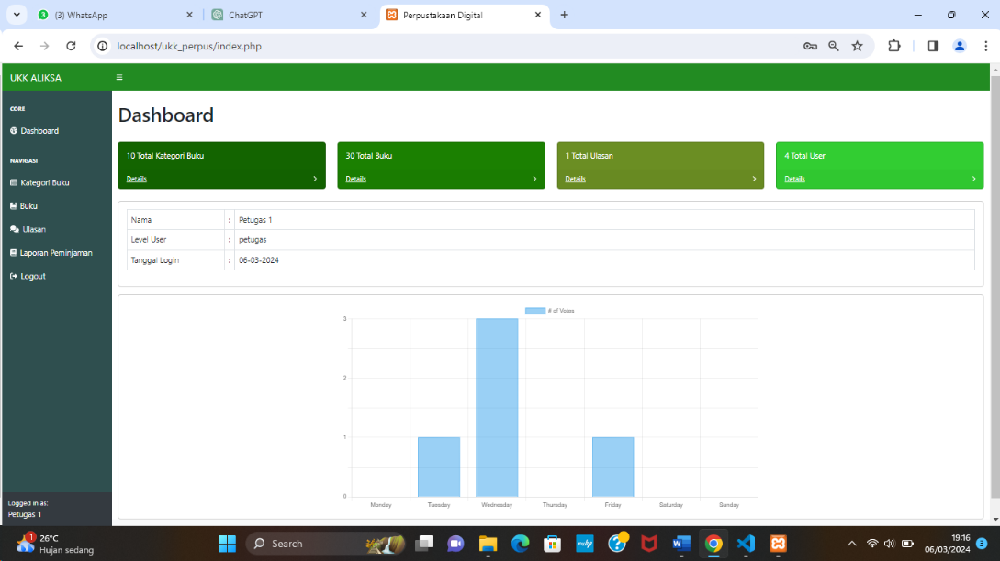 (3) WhatsApp
ChatGPT
Perpustakaan Digital
localhost/ukk_perpus/index.php
UKK ALIKSA
CORE
Dashboard
NAVIGASI
Kategori Buku
Buku
Ulasan
Laporan Peminjaman
Logout
Logged in as:
Petugas 1
Dashboard
10 Total Kategori Buku
Details
30 Total Buku
Details
1 Total Ulasan
Details
4 Total User
Details
Nama : Petugas 1
Level User : petugas
Tanggal Login : 06-03-2024
# of Votes
3
2
1
0
Monday Tuesday Wednesday Thursday Friday Saturday Sunday
1
26°C
Hujan sedang
Search
19:16
06/03/2024
3